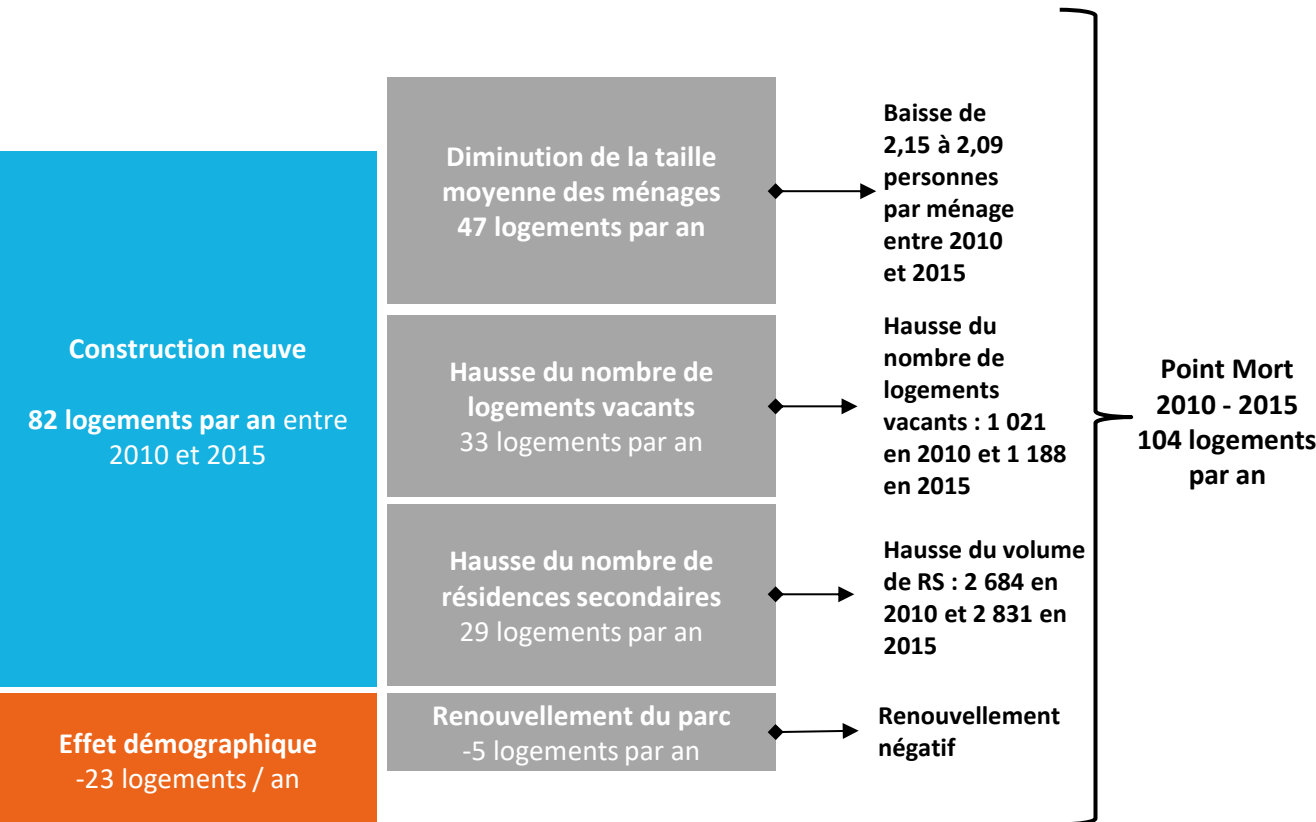 Construction neuve
82 logements par an entre
2010 et 2015
Effet démographique
-23 logements / an
Diminution de la taille
moyenne des ménages
47 logements par an
Baisse de
2,15 à 2,09
personnes
par ménage
entre 2010
et 2015
Hausse du nombre de
logements vacants
33 logements par an
Hausse du
nombre de
logements
vacants : 1 021
en 2010 et 1 188
en 2015
Hausse du nombre de
résidences secondaires
29 logements par an
Hausse du volume
de RS : 2 684 en
2010 et 2 831 en
2015
Renouvellement du parc
-5 logements par an
Renouvellement
négatif
Point Mort
2010 - 2015
104 logements
par an